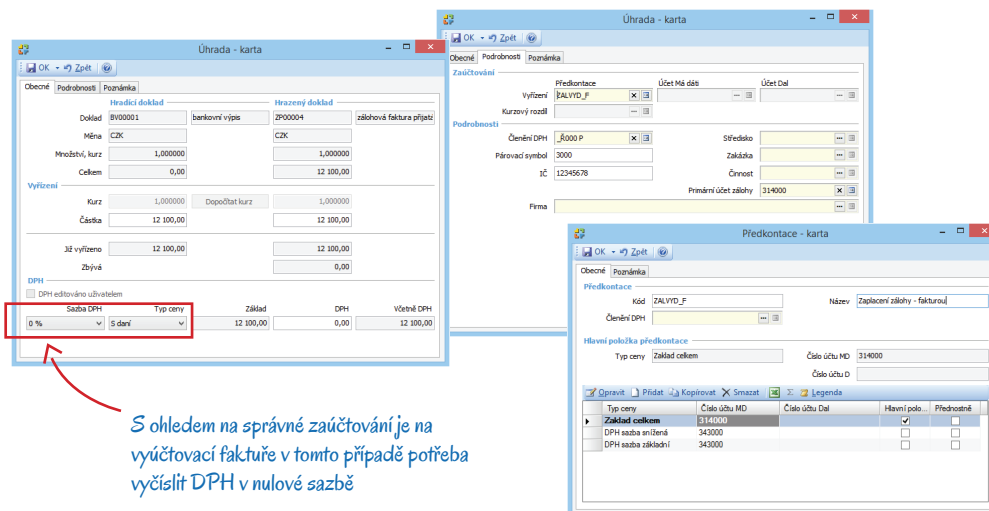 Úhrada - karta
OK Zpět
Obecné Podrobnosti Poznámka
Hradící doklad Hrazený doklad
Doklad BV00001 bankovní výpis ZP00004 zálohová faktura přijatá
Měna CZK CZK
Množství, kurz 1,000000 1,000000
Celkem 0,00 12 100,00
Vyřízení
Kurz 1,000000 Dopočítat kurz 1,000000
Částka 12 100,00 12 100,00
Již vyřízeno 12 100,00 12 100,00
Zbývá 0,00
DPH
DPH editováno uživatelem
Sazba DPH Typ ceny Základ DPH Včetně DPH
0 % S daní 12 100,00 0,00 12 100,00
Úhrada - karta
OK Zpět
Obecné Podrobnosti Poznámka
Zaúčtování
Předkontace Účet Má dáti Účet Dal
Vyřízení ZALVYD_F
Kurzový rozdíl
Podrobnosti
Členění DPH _Ř000 P Středisko
Párovací symbol 3000 Zakázka
IČ 12345678 Činnost
Primární účet zálohy 314000
Firma
Předkontace - karta
OK Zpět
Obecné Poznámka
Předkontace
Kód ZALVYD_F Název Zaplacení zálohy - fakturou
Členění DPH
Hlavní položka předkontace
Typ ceny Základ celkem Číslo účtu MD 314000
Číslo účtu D
Opravit Přidat Kopírovat Smazat Σ Legenda
Typ ceny Číslo účtu MD Číslo účtu Dal Hlavní polo... Přednostně
Základ celkem 314000
DPH sazba snížená 343000
DPH sazba základní 343000
S ohledem na správné zaúčtování je na
vyúčtovací faktuře v tomto případě potřeba
vyčíslit DPH v nulové sazbě